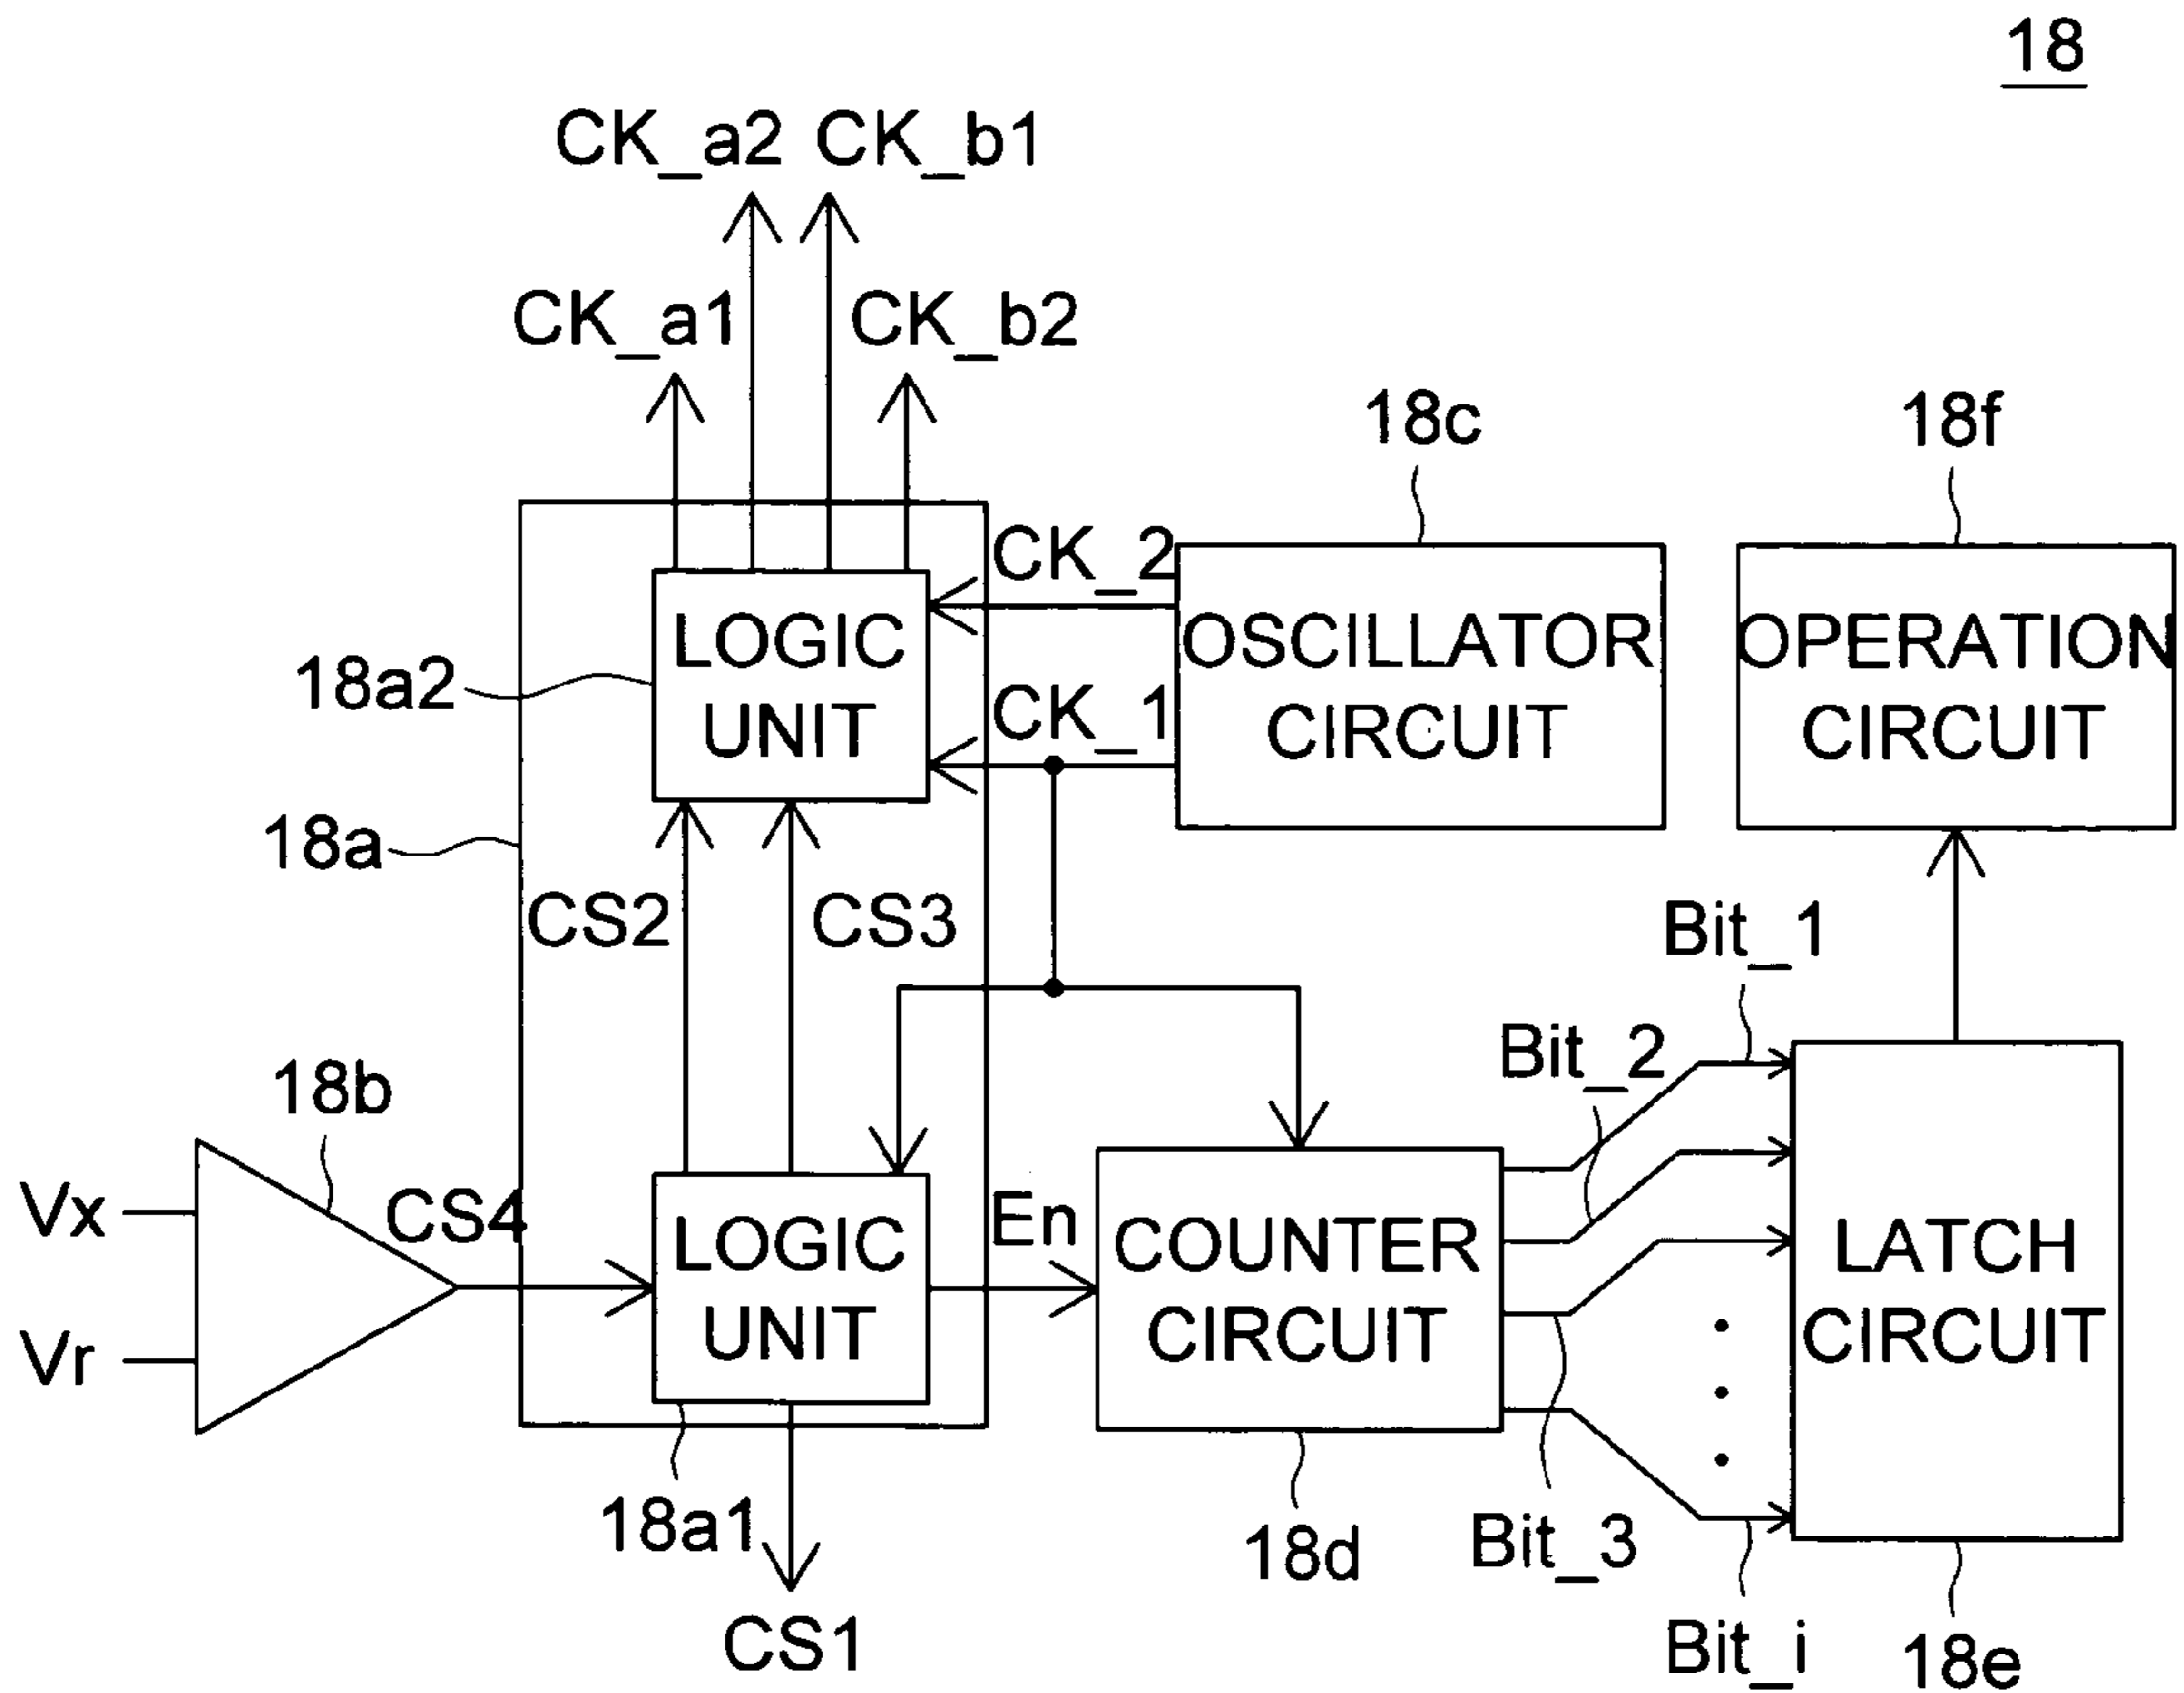 18
CK_a2 CK_b1
CK_a1 CK_b2
18c 18f
CK_2
LOGIC UNIT
OSCILLATOR CIRCUIT
OPERATION CIRCUIT
18a2
CK_1
18a
CS2 CS3
Bit_1
Bit_2
18b
Vx
CS4
En
LOGIC UNIT
COUNTER CIRCUIT
LATCH CIRCUIT
Vr
18a1
18d
Bit_3
CS1
Bit_i
18e